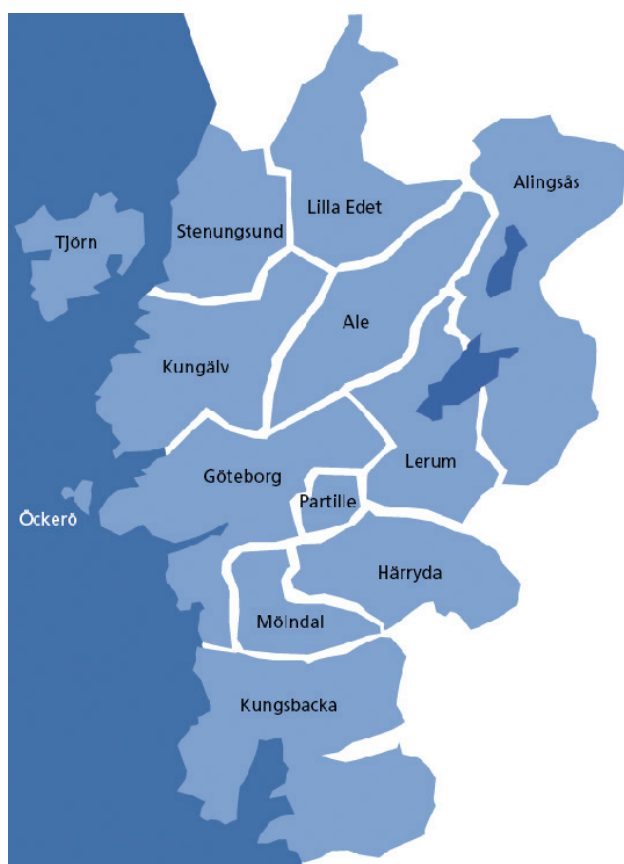 Alingsås
Lilla Edet
Stenungsund
Tjörn
Ale
Kungälv
Lerum
Göteborg
Partille
Öckerö
Härryda
Mölndal
Kungsbacka